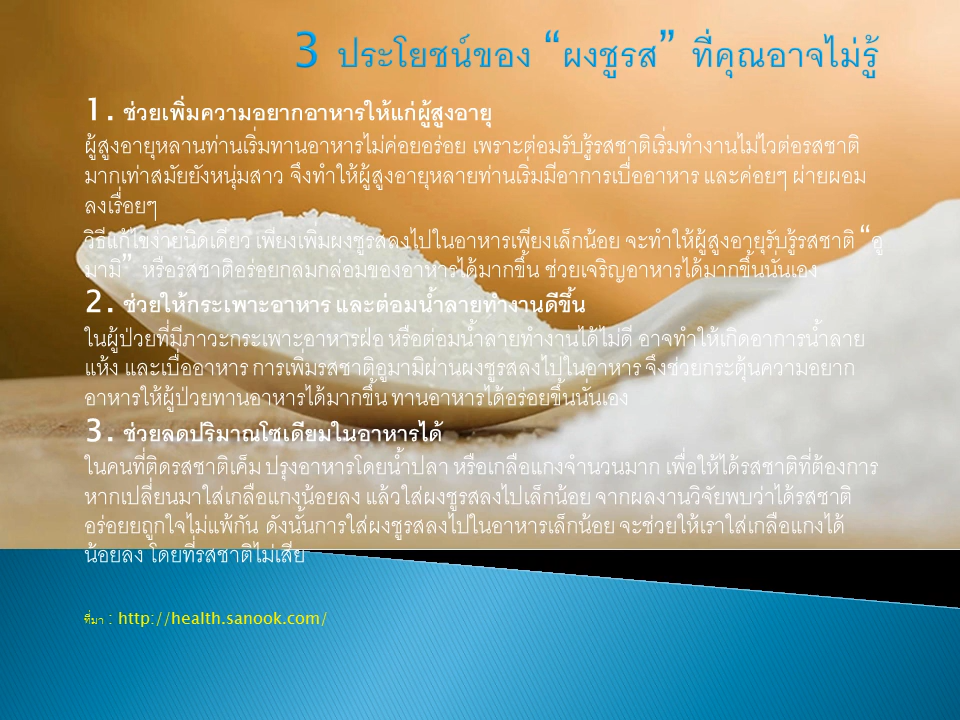 3 ประโยชน์ของ “ผงชูรส” ที่คุณอาจไม่รู้
1. ช่วยเพิ่มความอยากอาหารให้แก่ผู้สูงอายุ
ผู้สูงอายุหลานท่านเริ่มทานอาหารไม่ค่อยอร่อย เพราะต่อมรับรู้รสชาติเริ่มทำงานไม่ไวต่อรสชาติ
มากเท่าสมัยยังหนุ่มสาว จึงทำให้ผู้สูงอายุหลายท่านเริ่มมีอาการเบื่ออาหาร และค่อยๆ ผ่ายผอม
ลงเรื่อยๆ
วิธีแก้ไขง่ายนิดเดียว เพียงเพิ่มผงชูรสลงไปในอาหารเพียงเล็กน้อย จะทำให้ผู้สูงอายุรับรู้รสชาติ “อู
มามิ” หรือรสชาติอร่อยกลมกล่อมของอาหารได้มากขึ้น ช่วยเจริญอาหารได้มากขึ้นนั่นเอง
2. ช่วยให้กระเพาะอาหาร และต่อมน้ำลายทำงานดีขึ้น
ในผู้ป่วยที่มีภาวะกระเพาะอาหารฝ่อ หรือต่อมน้ำลายทำงานได้ไม่ดี อาจทำให้เกิดอาการน้ำลาย
แห้ง และเบื่ออาหาร การเพิ่มรสชาติอูมามิผ่านผงชูรสลงไปในอาหาร จึงช่วยกระตุ้นความอยาก
อาหารให้ผู้ป่วยทานอาหารได้มากขึ้น ทานอาหารได้อร่อยขึ้นนั่นเอง
3. ช่วยลดปริมาณโซเดียมในอาหารได้
ในคนที่ติดรสชาติเค็ม ปรุงอาหารโดยน้ำปลา หรือเกลือแกงจำนวนมาก เพื่อให้ได้รสชาติที่ต้องการ
หากเปลี่ยนมาใส่เกลือแกงน้อยลง แล้วใส่ผงชูรสลงไปเล็กน้อย จากผลงานวิจัยพบว่าได้รสชาติ
อร่อยยถูกใจไม่แพ้กัน ดังนั้นการใส่ผงชูรสลงไปในอาหารเล็กน้อย จะช่วยให้เราใส่เกลือแกงได้
น้อยลง โดยที่รสชาติไม่เสีย
ที่มา : http://health.sanook.com/